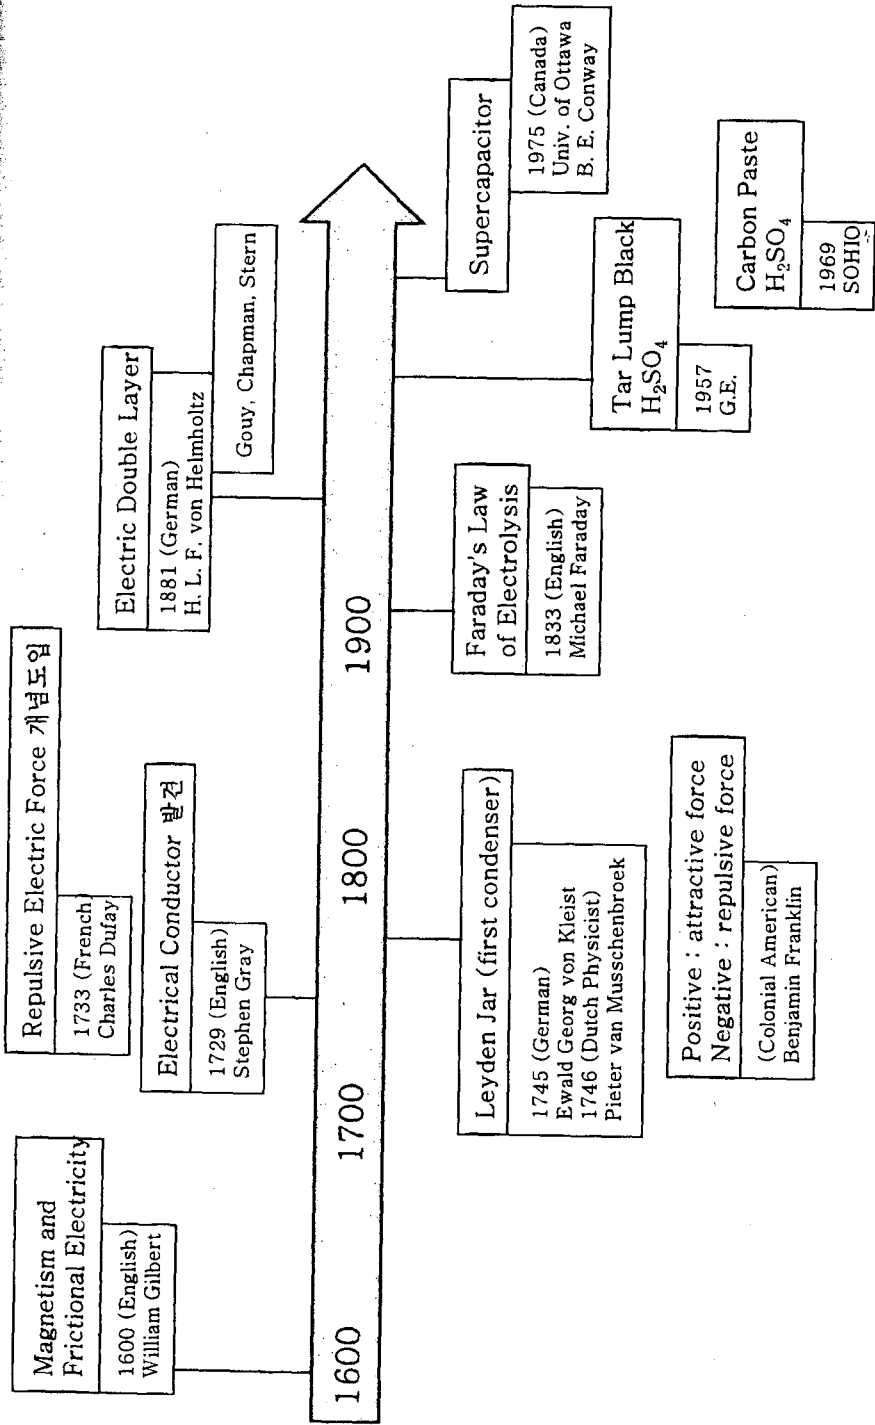 Magnetism and
Frictional Electricity
1600 (English)
William Gilbert
Repulsive Electric Force 개념도입
1733 (French)
Charles Dufay
Electrical Conductor 발견
1729 (English)
Stephen Gray
Electric Double Layer
1881 (German)
H. L. F. von Helmholtz
Gouy, Chapman, Stern
1600
1700
1800
1900
Leyden Jar (first condenser)
1745 (German)
Ewald Georg von Kleist
1746 (Dutch Physicist)
Pieter van Musschenbroek
Positive : attractive force
Negative : repulsive force
(Colonial American)
Benjamin Franklin
Faraday's Law
of Electrolysis
1833 (English)
Michael Faraday
Tar Lump Black
H₂SO₄
1957
G.E.
Supercapacitor
1975 (Canada)
Univ. of Ottawa
B. E. Conway
Carbon Paste
H₂SO₄
1969
SOHIO